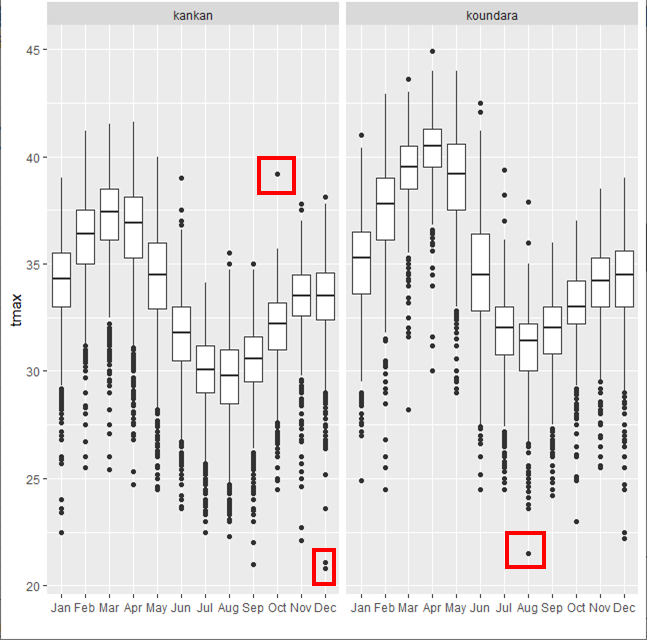 kankan koundara
45
40
tmax
35
30
25
20
Jan Feb Mar Apr May Jun Jul Aug Sep Oct Nov Dec Jan Feb Mar Apr May Jun Jul Aug Sep Oct Nov Dec